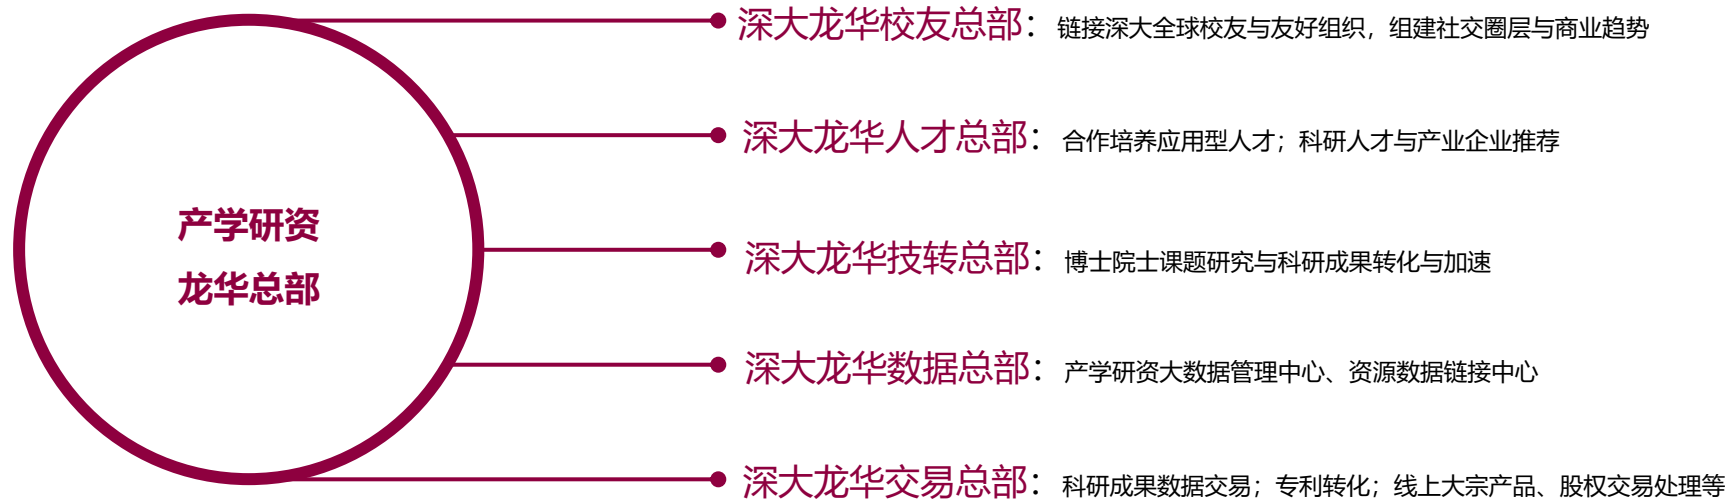 产学研资
龙华总部
深大龙华校友总部：链接深大全球校友与友好组织，组建社交圈层与商业趋势
深大龙华人才总部：合作培养应用型人才；科研人才与产业企业推荐
深大龙华技转总部：博士院士课题研究与科研成果转化与加速
深大龙华数据总部：产学研资大数据管理中心、资源数据链接中心
深大龙华交易总部：科研成果数据交易；专利转化；线上大宗产品、股权交易处理等